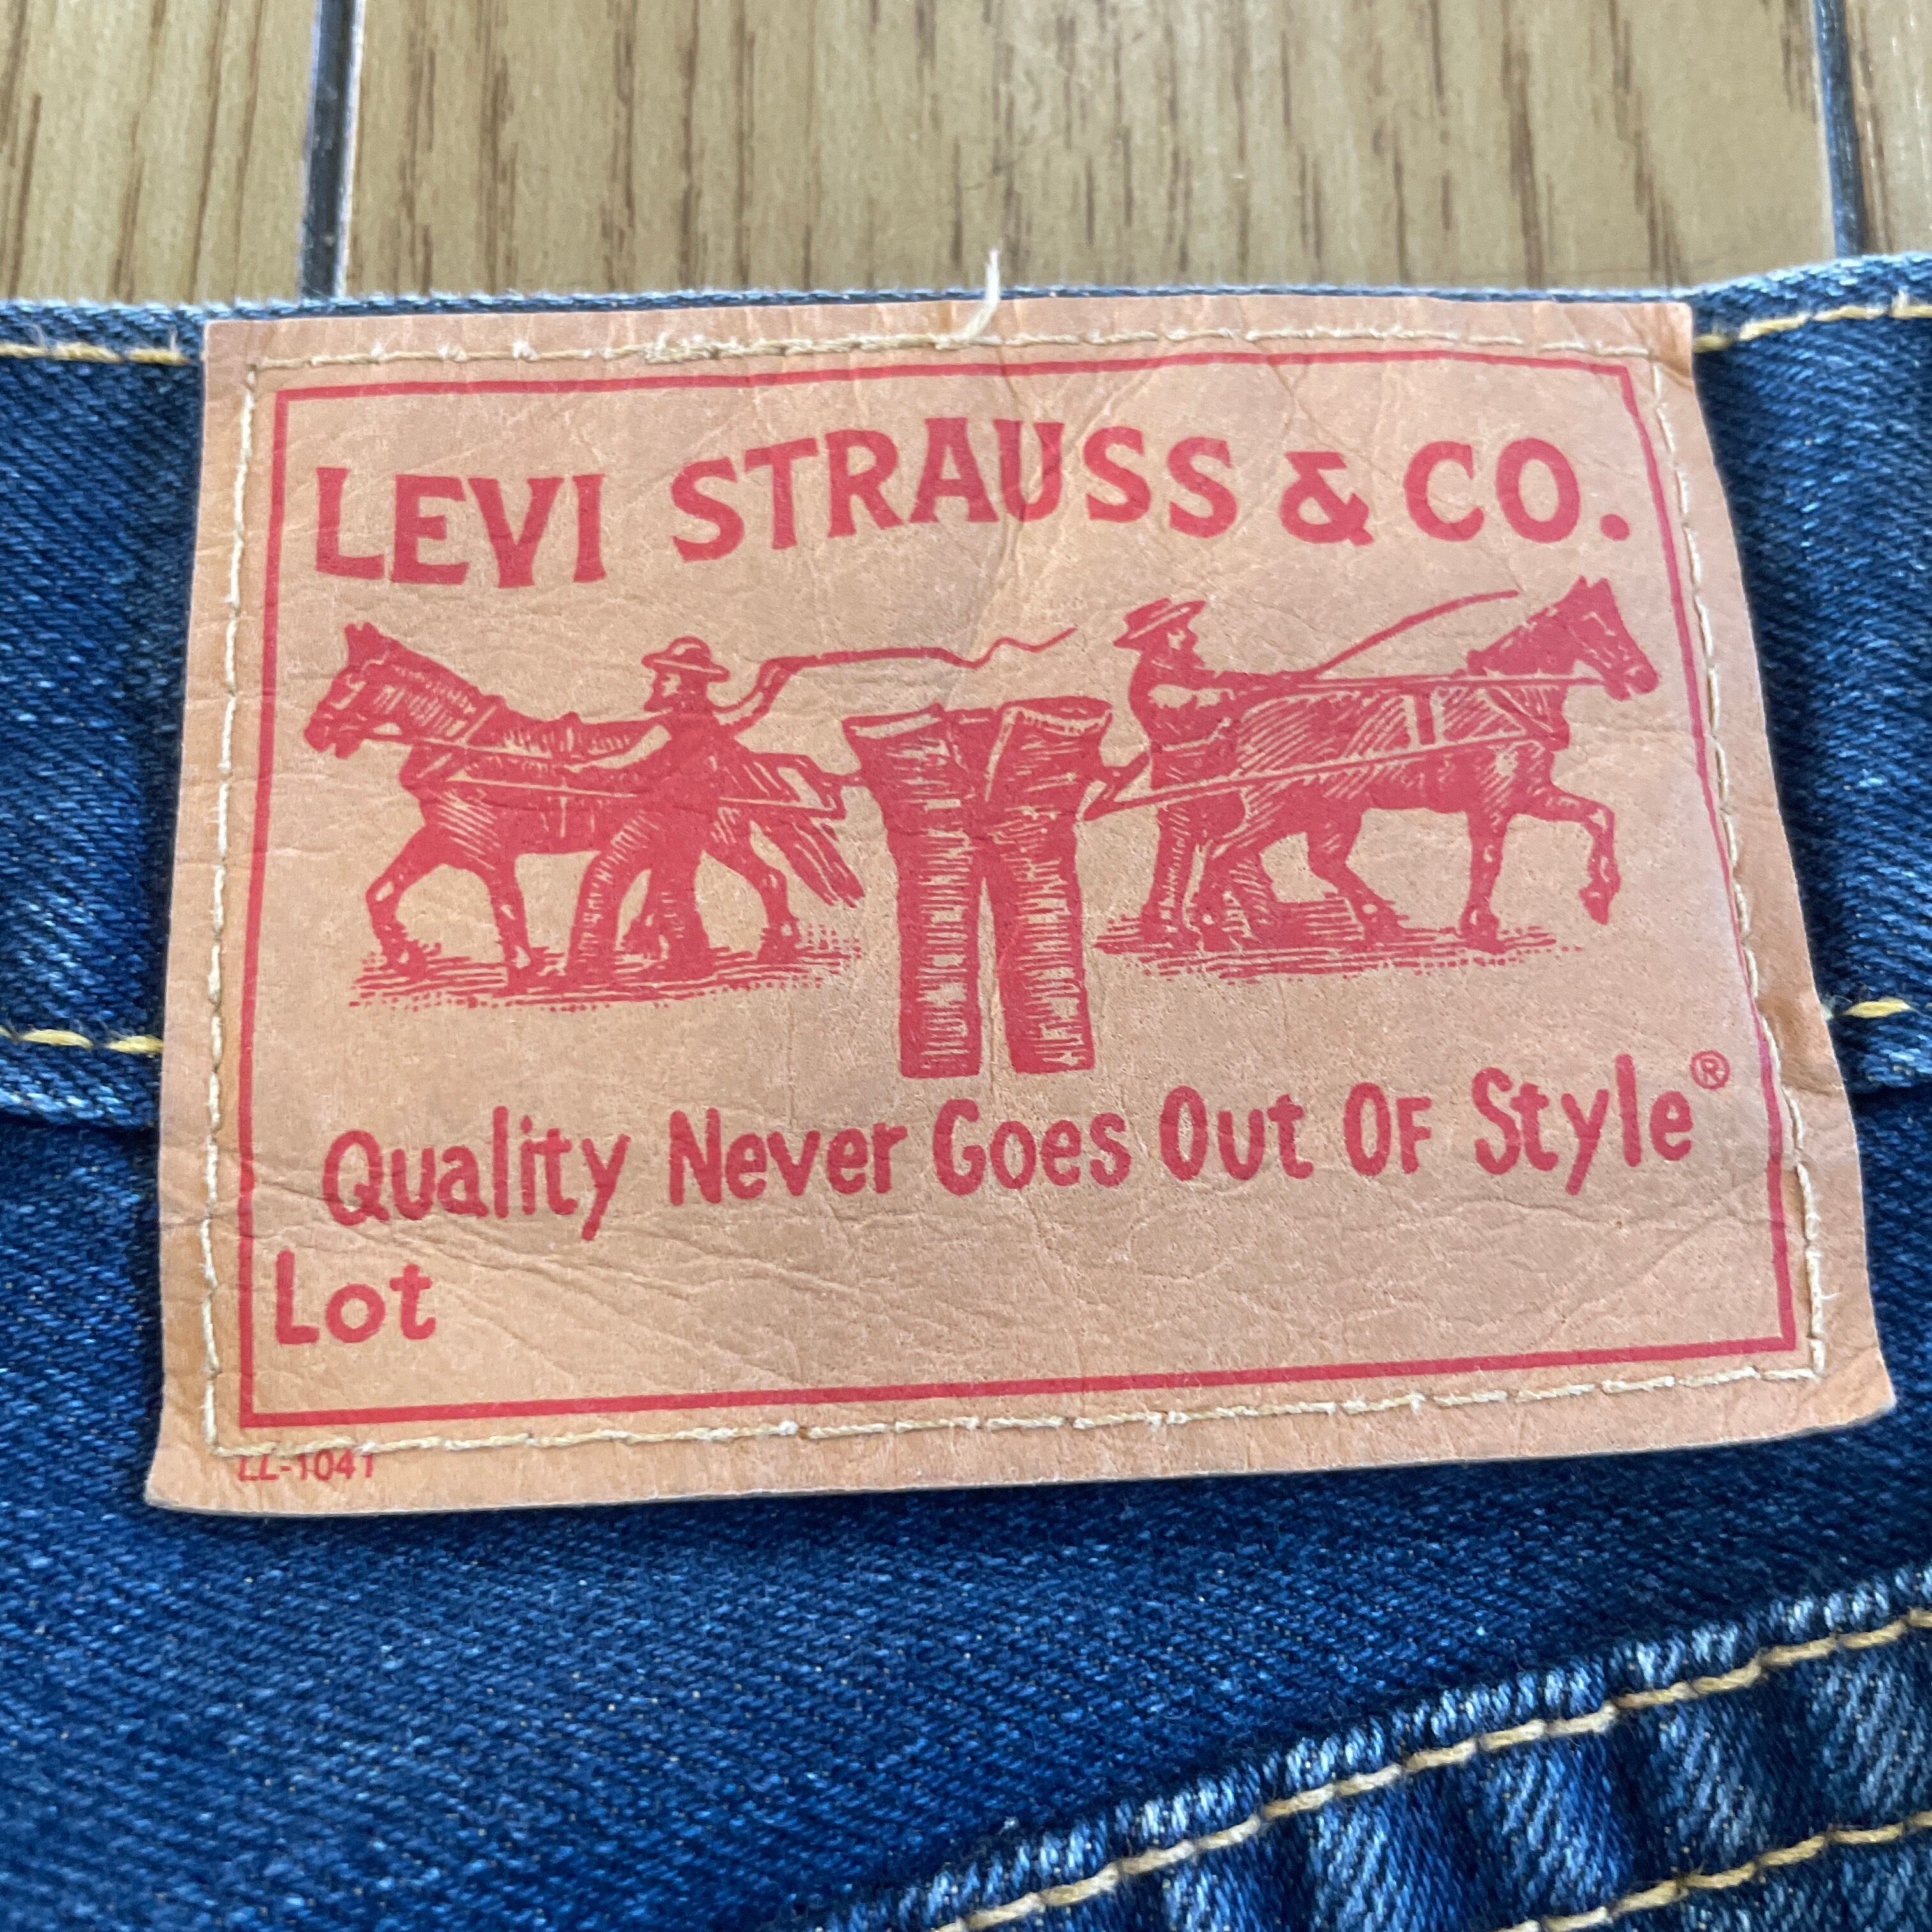 LEVI STRAUSS & CO.
Quality Never Goes Out OF Style®
Lot
LL-1041